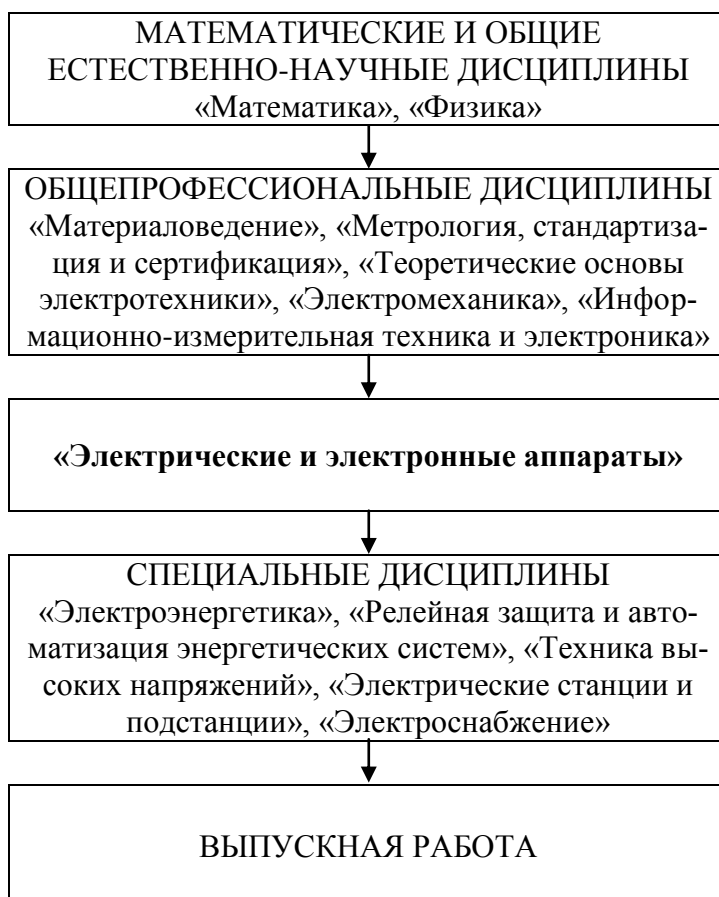 МАТЕМАТИЧЕСКИЕ И ОБЩИЕ
ЕСТЕСТВЕННО-НАУЧНЫЕ ДИСЦИПЛИНЫ
«Математика», «Физика»
ОБЩЕПРОФЕССИОНАЛЬНЫЕ ДИСЦИПЛИНЫ
«Материаловедение», «Метрология, стандартиза-
ция и сертификация», «Теоретические основы
электротехники», «Электромеханика», «Инфор-
мационно-измерительная техника и электроника»
«Электрические и электронные аппараты»
СПЕЦИАЛЬНЫЕ ДИСЦИПЛИНЫ
«Электроэнергетика», «Релейная защита и авто-
матизация энергетических систем», «Техника вы-
соких напряжений», «Электрические станции и
подстанции», «Электроснабжение»
ВЫПУСКНАЯ РАБОТА